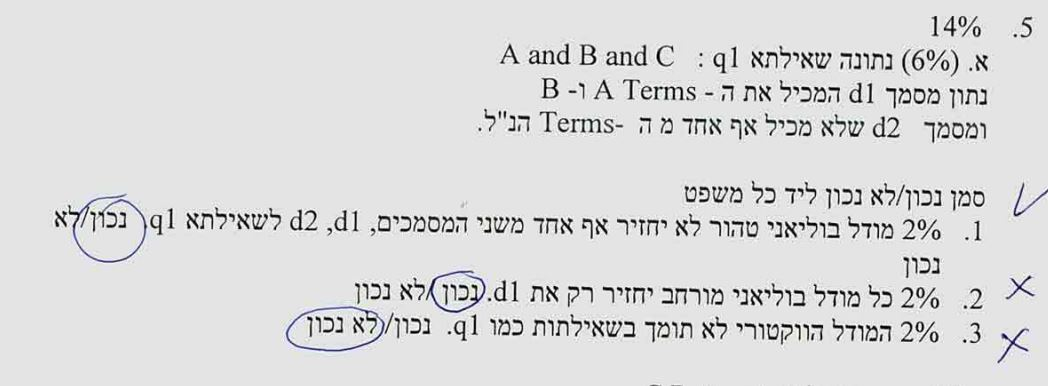 5. 14%
א. (6%) נתונה שאילתא q1 : A and B and C
נתון מסמך d1 המכיל את ה - A Terms ו- B
ומסמך d2 שלא מכיל אף אחד מ ה -Terms הנ"ל.
סמן נכון/לא נכון ליד כל משפט
1. 2% מודל בוליאני טהור לא יחזיר אף אחד משני המסמכים, d2 ,d1 לשאילתא q1. נכון/לא
נכון
2. 2% כל מודל בוליאני מורחב יחזיר רק את d1. נכון/לא נכון
3. 2% המודל הווקטורי לא תומך בשאילתות כמו q1. נכון/לא נכון